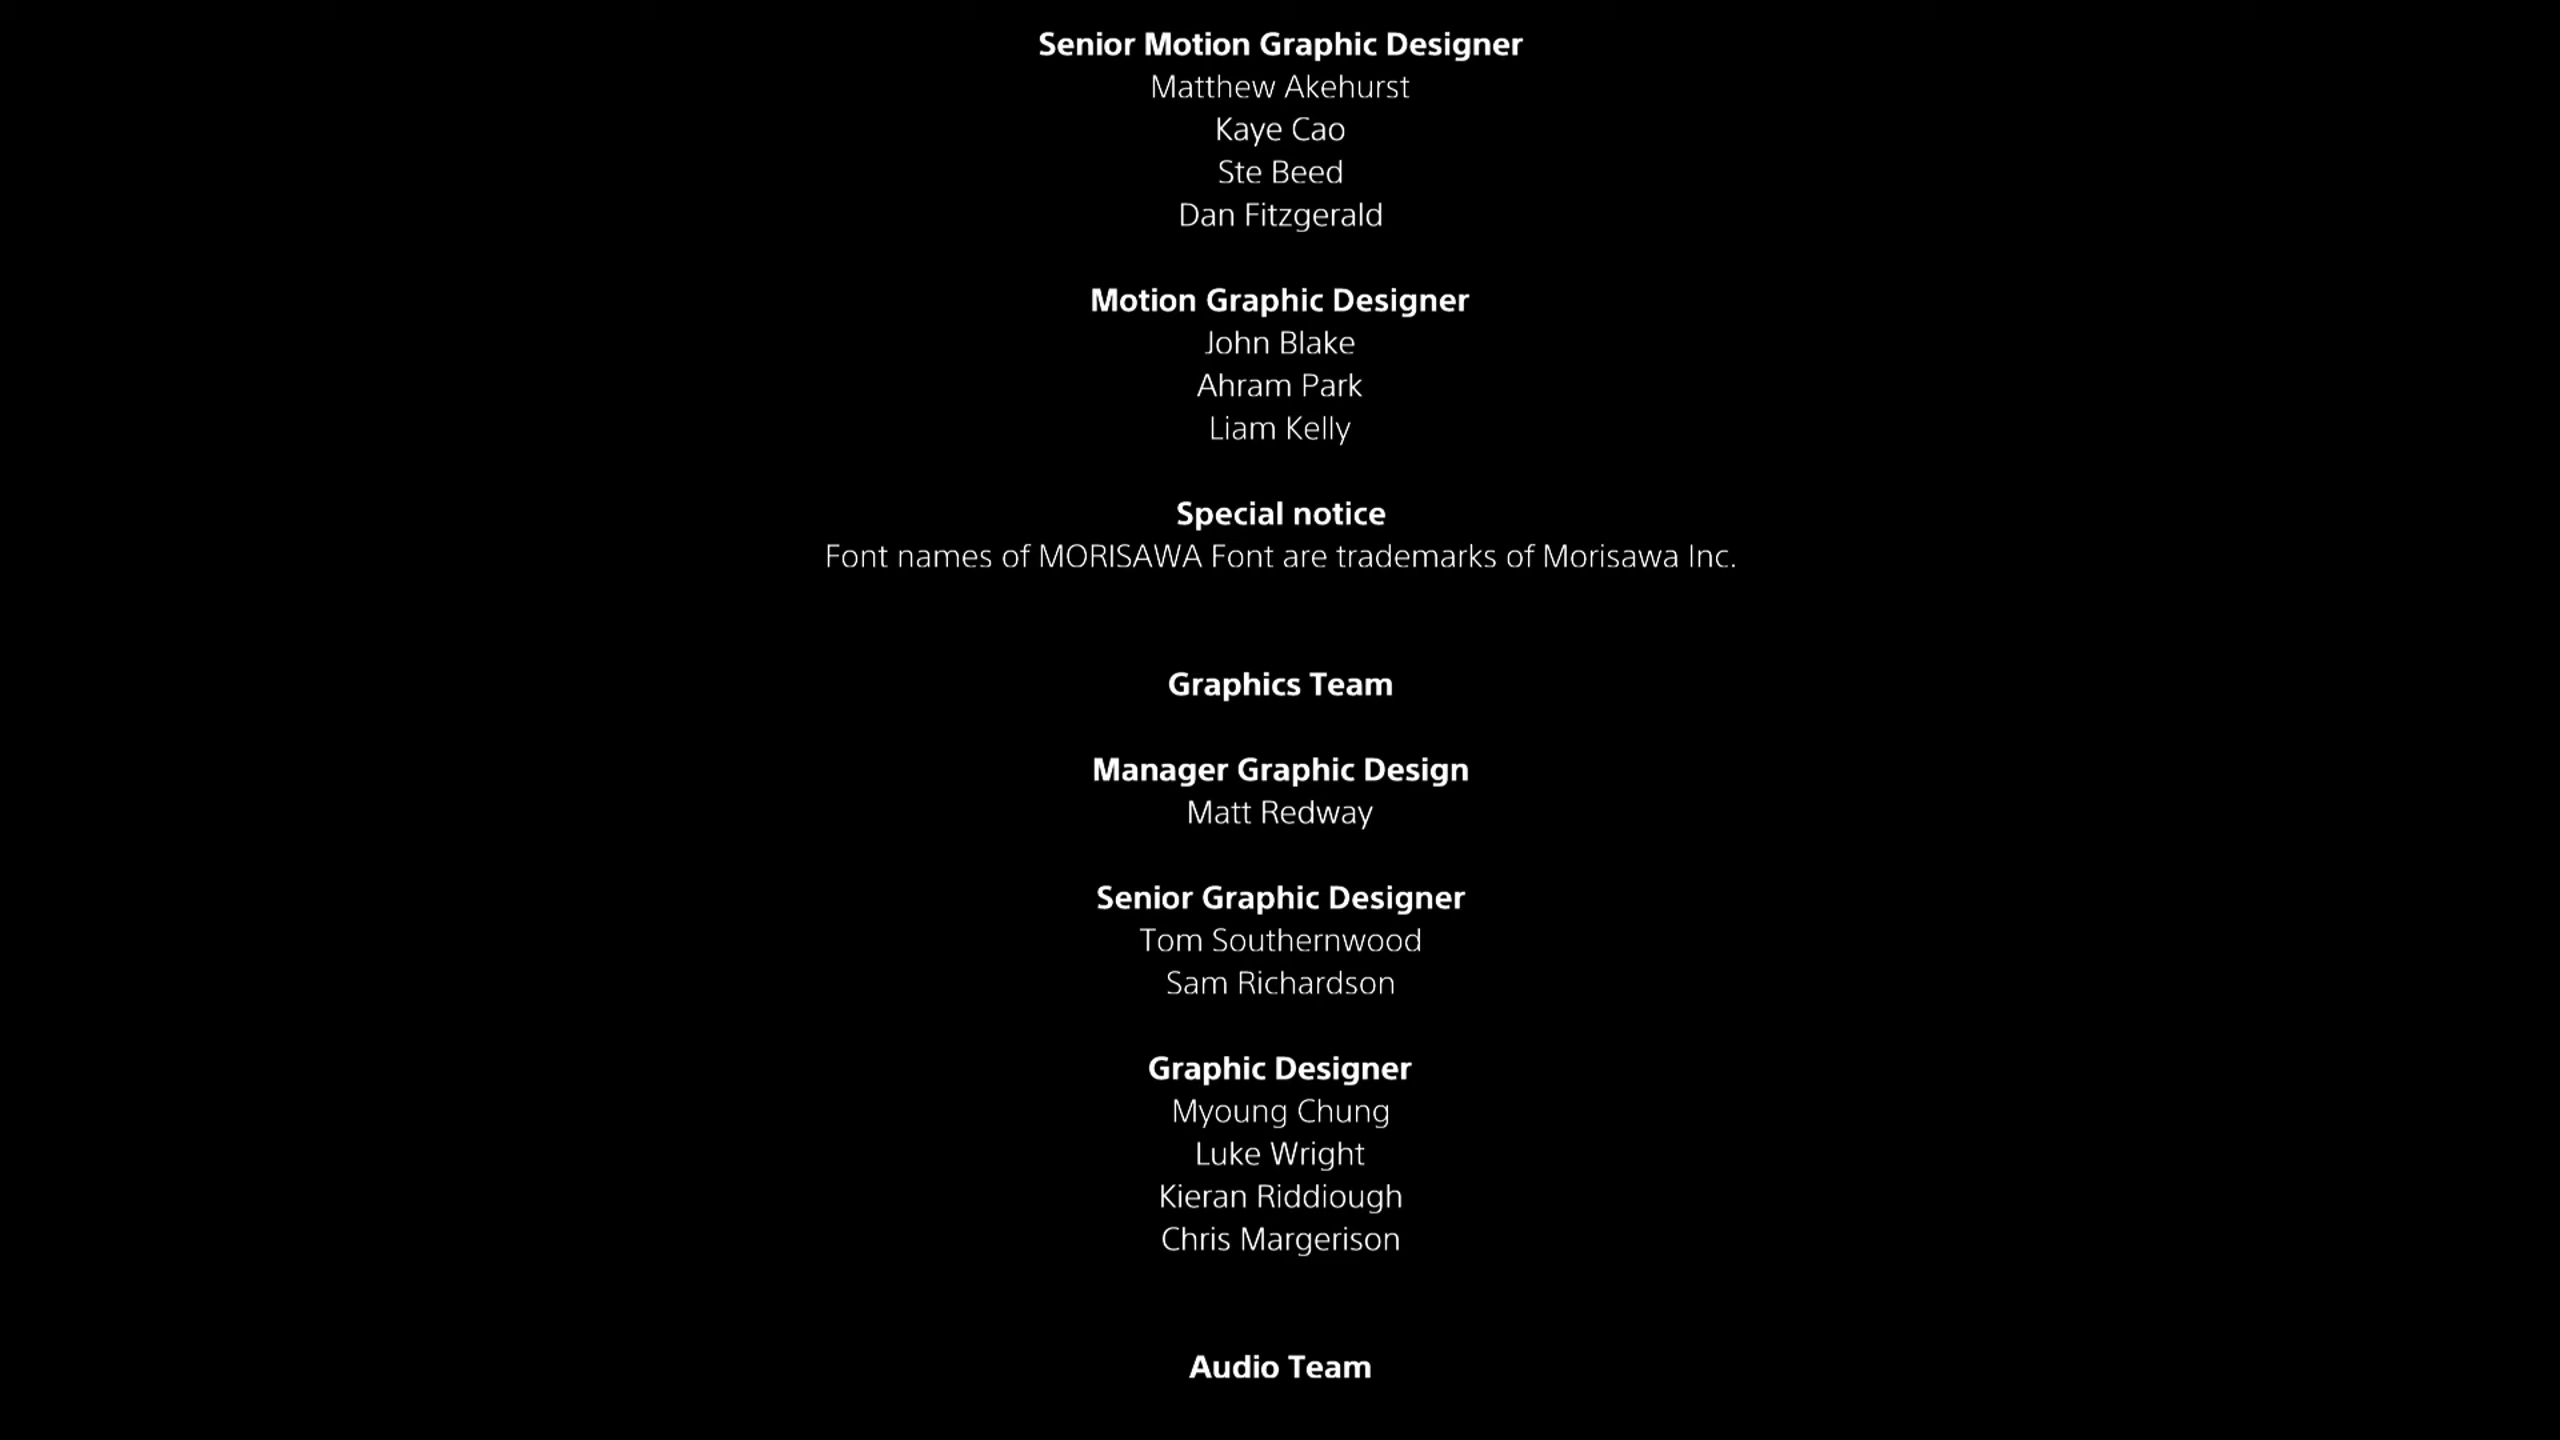 Senior Motion Graphic Designer
Matthew Akehurst
Kaye Cao
Ste Beed
Dan Fitzgerald
Motion Graphic Designer
John Blake
Ahram Park
Liam Kelly
Special notice
Font names of MORISAWA Font are trademarks of Morisawa Inc.
Graphics Team
Manager Graphic Design
Matt Redway
Senior Graphic Designer
Tom Southernwood
Sam Richardson
Graphic Designer
Myoung Chung
Luke Wright
Kieran Riddiough
Chris Margerison
Audio Team